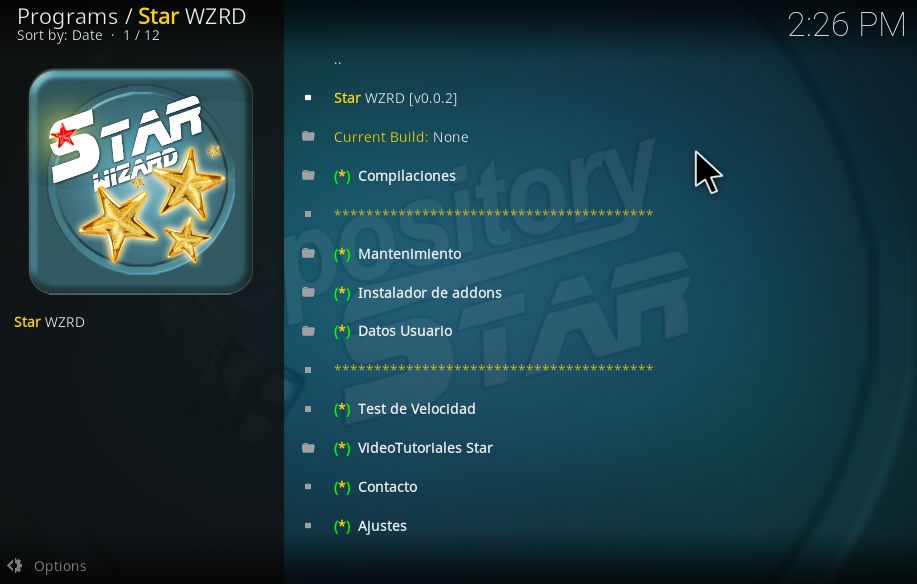 Programs / Star WZRD
Sort by: Date · 1 / 12
2:26 PM
STAR
WIZARD
Star WZRD
..
Star WZRD [v0.0.2]
Current Build: None
(*) Compilaciones
****************************************
(*) Mantenimiento
(*) Instalador de addons
(*) Datos Usuario
****************************************
(*) Test de Velocidad
(*) VideoTutoriales Star
(*) Contacto
(*) Ajustes
Repository
STAR
Options